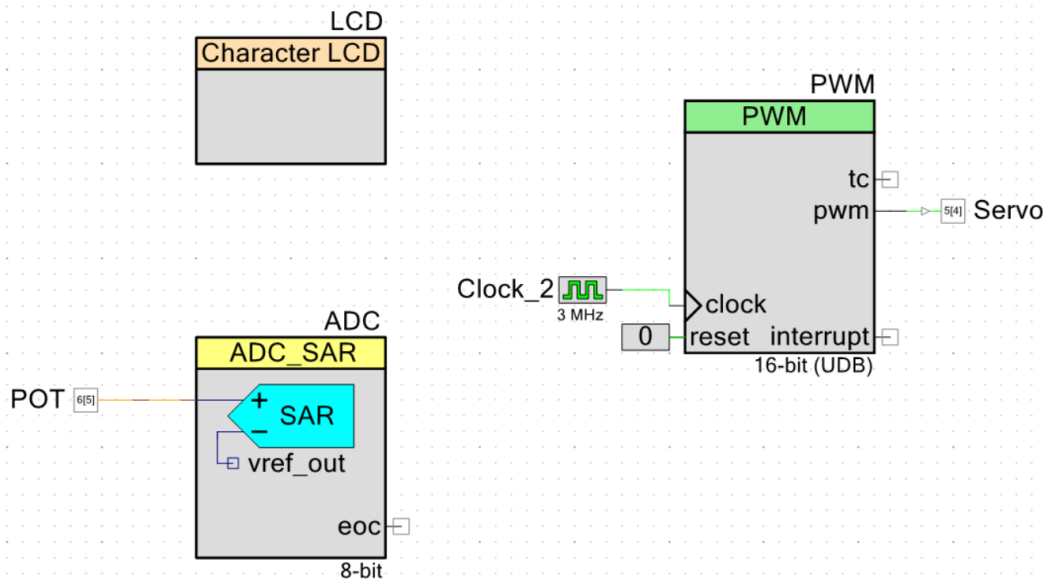 LCD
Character LCD
PWM
PWM
tc
pwm
5[4] Servo
Clock_2
3 MHz
clock
0
reset interrupt
16-bit (UDB)
ADC
ADC_SAR
POT 6[5]
+
SAR
−
vref_out
eoc
8-bit